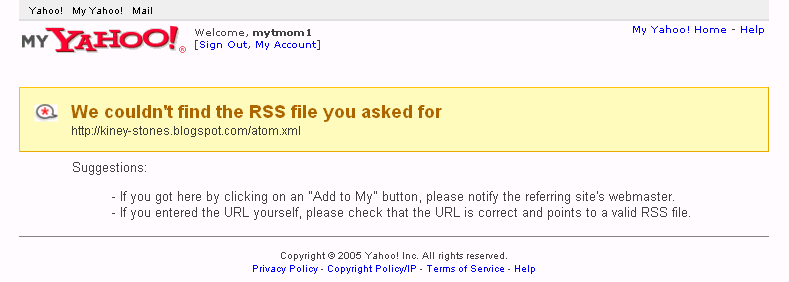 Yahoo! My Yahoo! Mail
MY YAHOO! ®
Welcome, mytmom1
[Sign Out, My Account]
My Yahoo! Home - Help
We couldn't find the RSS file you asked for
http://kiney-stones.blogspot.com/atom.xml
Suggestions:
- If you got here by clicking on an "Add to My" button, please notify the referring site's webmaster.
- If you entered the URL yourself, please check that the URL is correct and points to a valid RSS file.
Copyright © 2005 Yahoo! Inc. All rights reserved.
Privacy Policy - Copyright Policy/IP - Terms of Service - Help